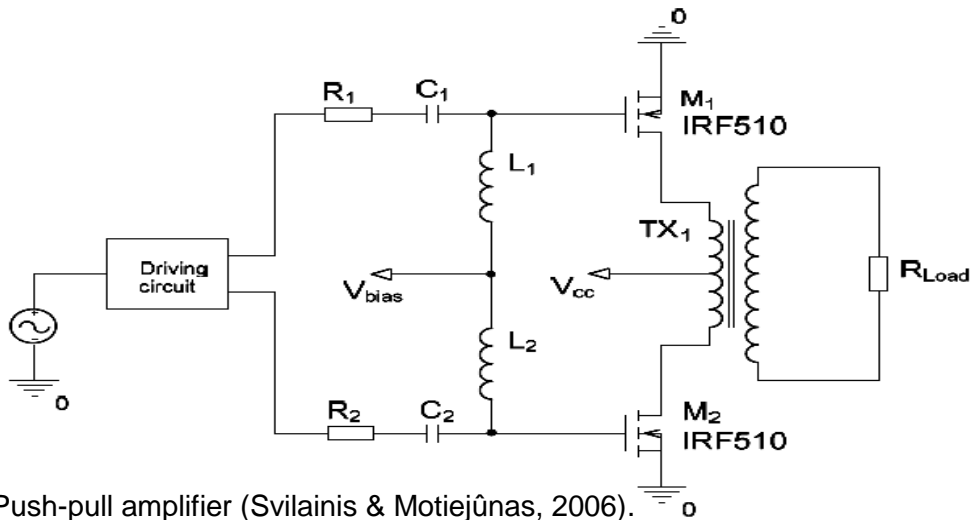 0
R1
C1
M1
IRF510
L1
TX1
Driving
circuit
Vbias
Vcc
RLoad
0
L2
R2
C2
M2
IRF510
0
Push-pull amplifier (Svilainis & Motiejûnas, 2006).